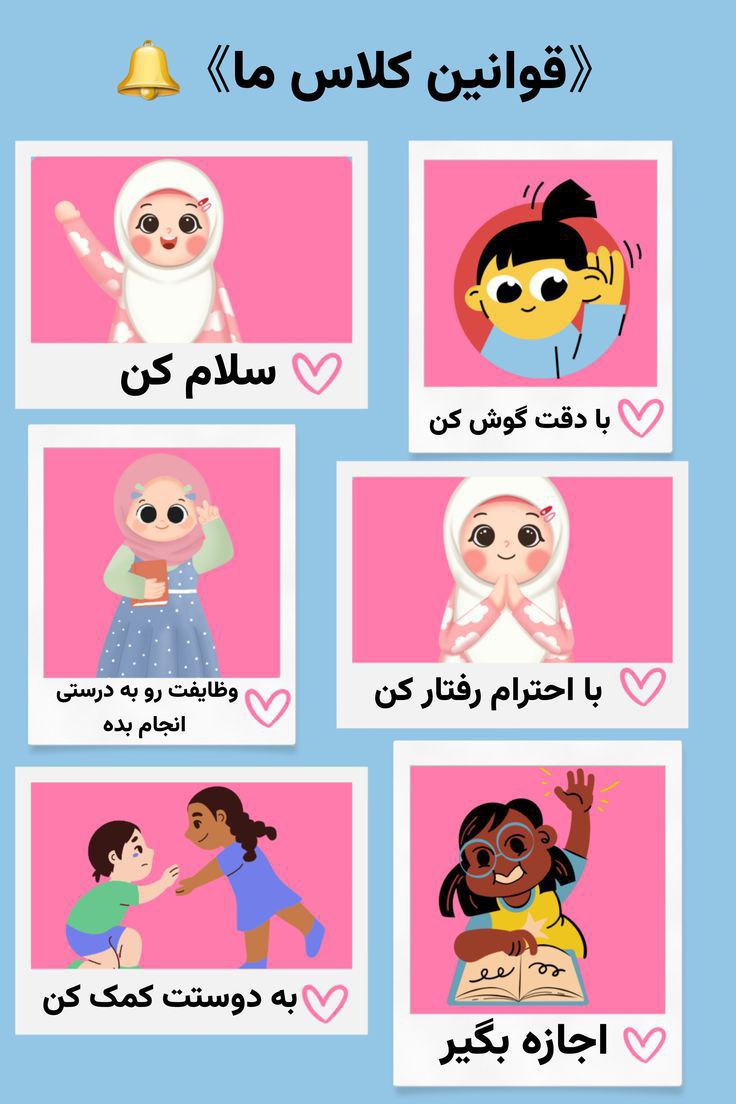 《قوانین کلاس ما》
سلام کن
با دقت گوش کن
وظایفت رو به درستی
انجام بده
با احترام رفتار کن
به دوستت کمک کن
اجازه بگیر